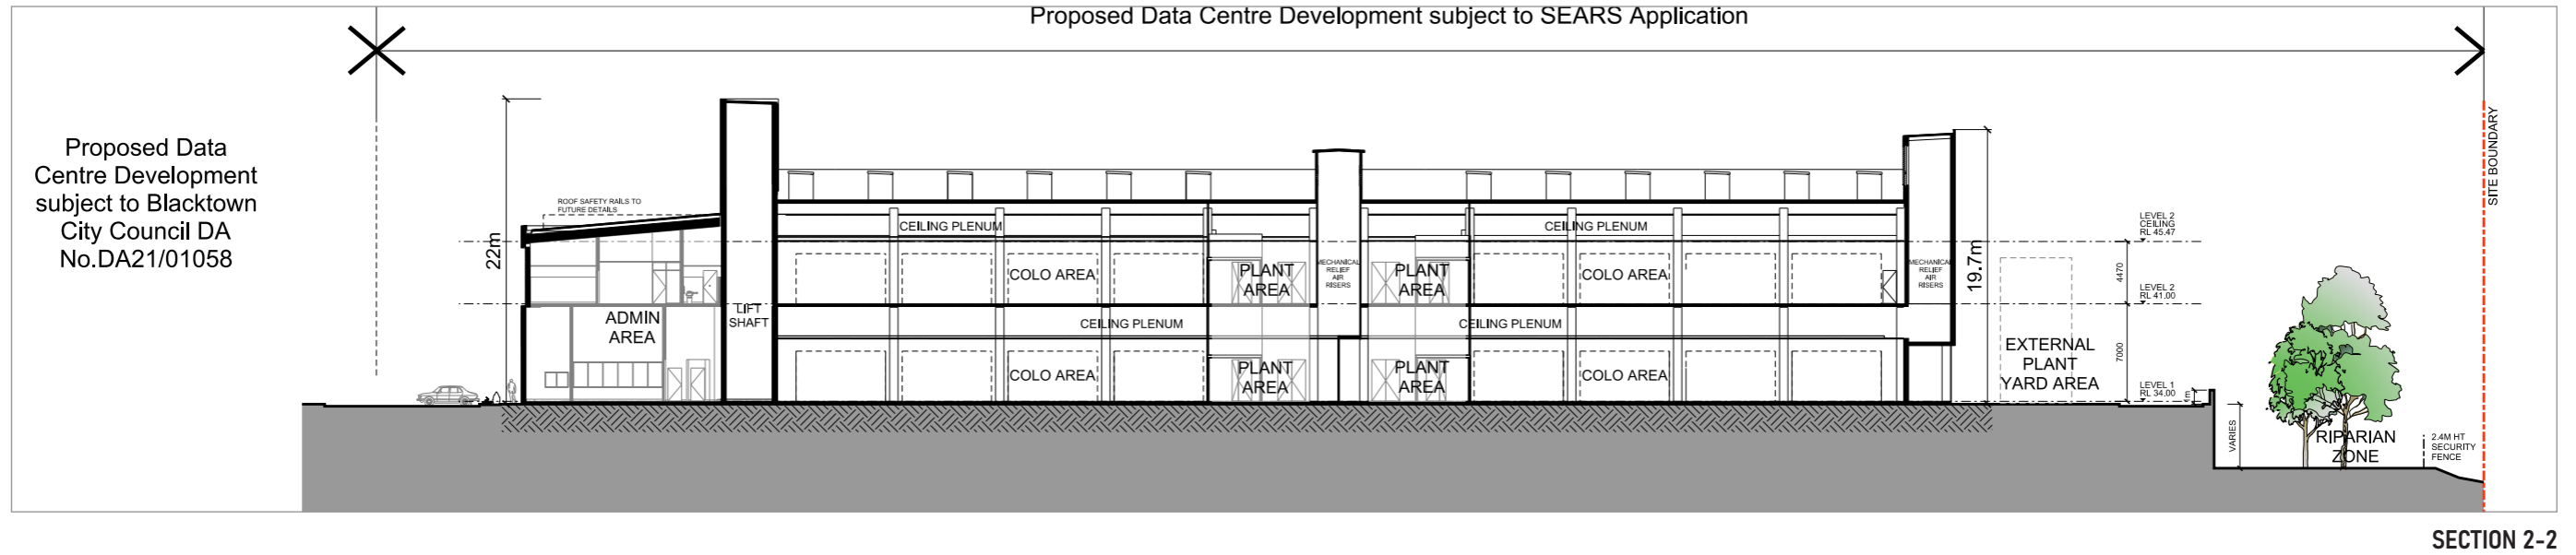 Proposed Data Centre Development subject to SEARS Application
Proposed Data
Centre Development
subject to Blacktown
City Council DA
No.DA21/01058
22m
ROOF SAFETY RAILS TO
FUTURE DETAILS
ADMIN
AREA
LIFT
SHAFT
CEILING PLENUM
COLO AREA
PLANT
AREA
MECHANICAL
RELIEF
AIR
RISERS
PLANT
AREA
CEILING PLENUM
COLO AREA
MECHANICAL
RELIEF
AIR
RISERS
CEILING PLENUM
COLO AREA
PLANT
AREA
PLANT
AREA
CEILING PLENUM
COLO AREA
19.7m
EXTERNAL
PLANT
YARD AREA
4470
7000
LEVEL 2
CEILING
RL 45.47
LEVEL 2
RL 41.00
LEVEL 1
RL 34.00
VARIES
RIPARIAN
ZONE
2.4M HT
SECURITY
FENCE
SITE BOUNDARY
SECTION 2-2